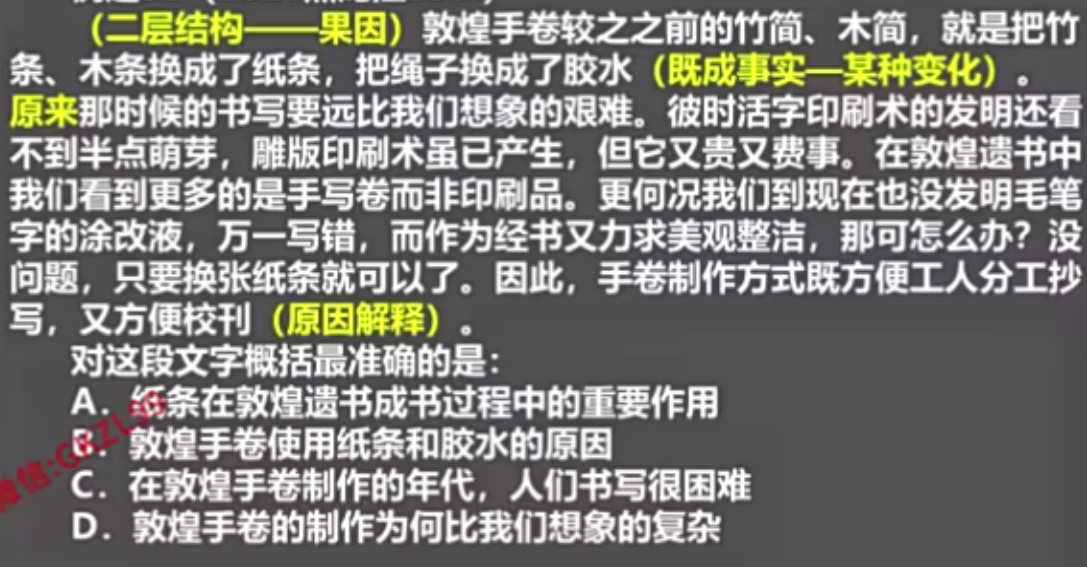 （二层结构——果因）敦煌手卷较之之前的竹简、木简，就是把竹
条、木条换成了纸条，把绳子换成了胶水（既成事实—某种变化）。
原来那时候的书写要远比我们想象的艰难。彼时活字印刷术的发明还看
不到半点萌芽，雕版印刷术虽已产生，但它又贵又费事。在敦煌遗书中
我们看到更多的是手写卷而非印刷品。更何况我们到现在也没发明毛笔
字的涂改液，万一写错，而作为经书又力求美观整洁，那可怎么办？没
问题，只要换张纸条就可以了。因此，手卷制作方式既方便工人分工抄
写，又方便校刊（原因解释）。
对这段文字概括最准确的是：
A．纸条在敦煌遗书成书过程中的重要作用
B．敦煌手卷使用纸条和胶水的原因
C．在敦煌手卷制作的年代，人们书写很困难
D．敦煌手卷的制作为何比我们想象的复杂
微信:GKZL99